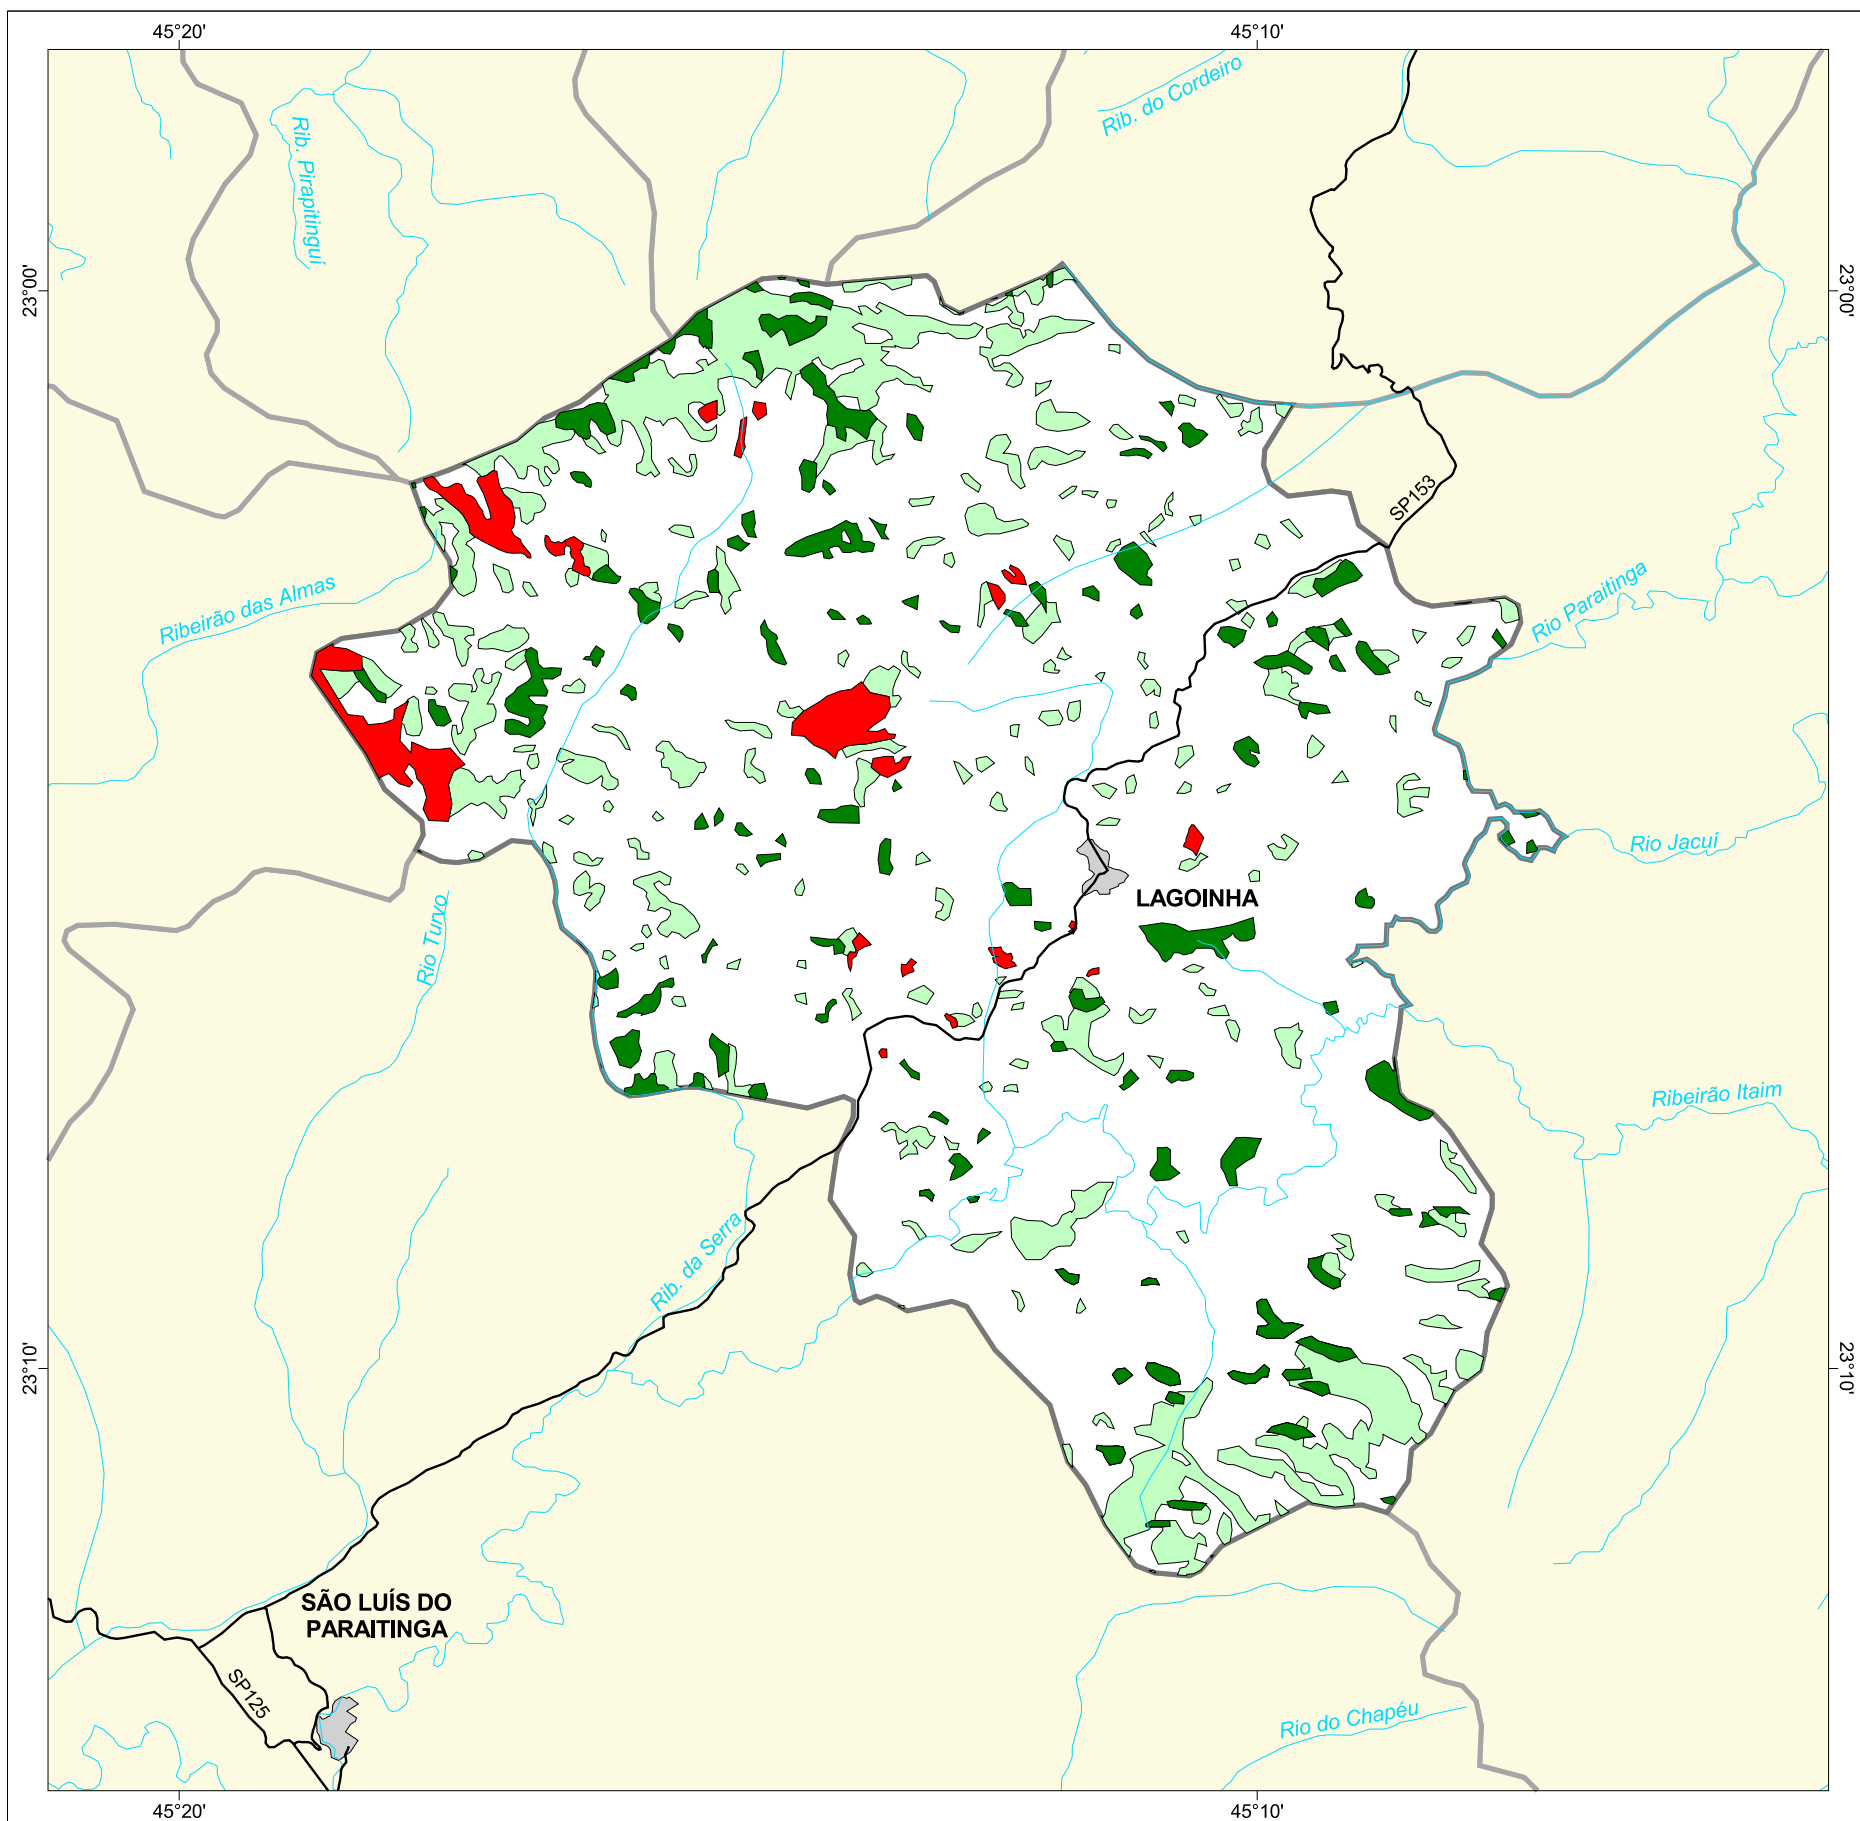 45°20'
45°10'
Rib. do Cordeiro
Rib. Pirapitinguí
23°00'
23°00'
SP153
Ribeirão das Almas
Rio Paraitinga
Rio Jacuí
LAGOINHA
Rio Turvo
Ribeirão Itaim
Rib. da Serra
23°10'
23°10'
SÃO LUÍS DO
PARAITINGA
SP125
Rio do Chapéu
45°20'
45°10'